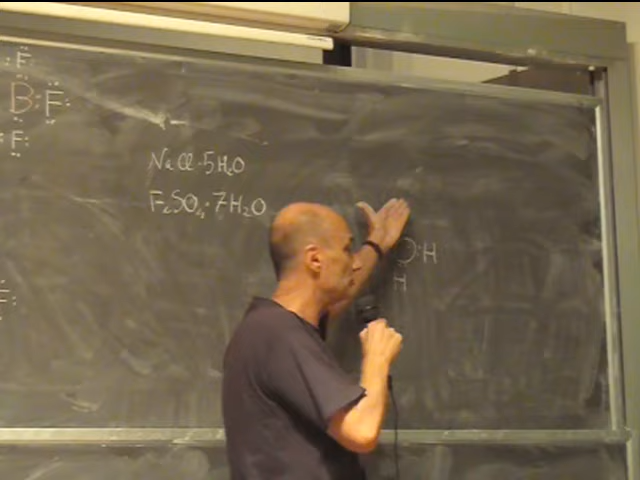 :F:
B:F:
:F:
NaCl·5H₂O
FeSO₄·7H₂O
O·H
H
:F: